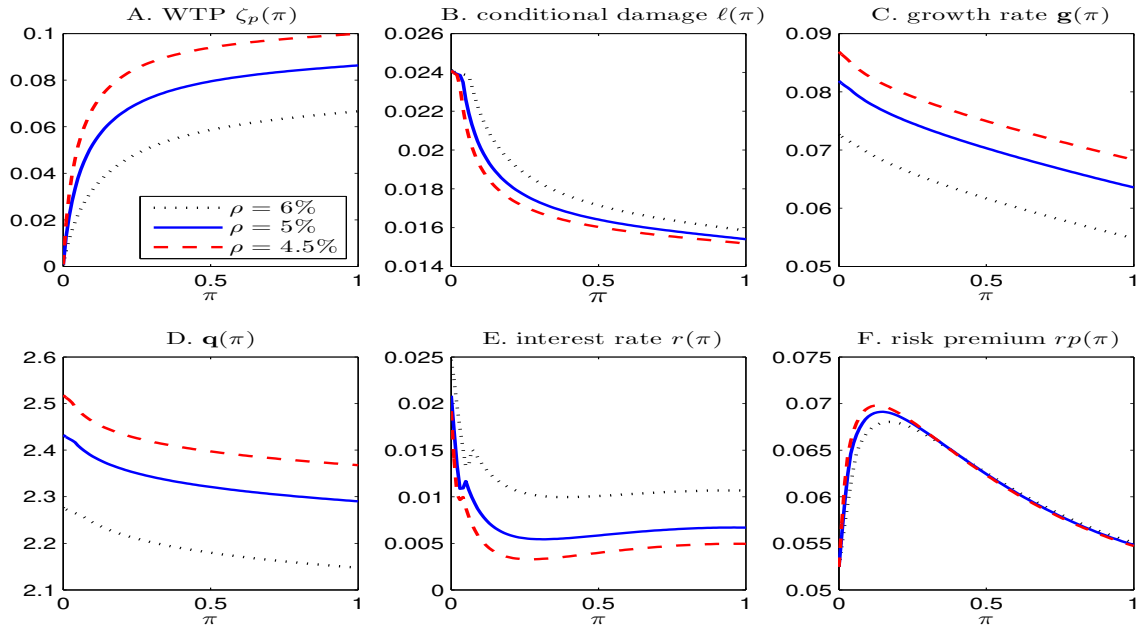 A. WTP ζp(π)
0.1
0.08
0.06
0.04
0.02
0
0 0.5 1
π
ρ = 6%
ρ = 5%
ρ = 4.5%
B. conditional damage ℓ(π)
0.026
0.024
0.022
0.02
0.018
0.016
0.014
0 0.5 1
π
C. growth rate g(π)
0.09
0.08
0.07
0.06
0.05
0 0.5 1
π
D. q(π)
2.6
2.5
2.4
2.3
2.2
2.1
0 0.5 1
π
E. interest rate r(π)
0.025
0.02
0.015
0.01
0.005
0
0 0.5 1
π
F. risk premium rp(π)
0.075
0.07
0.065
0.06
0.055
0.05
0 0.5 1
π